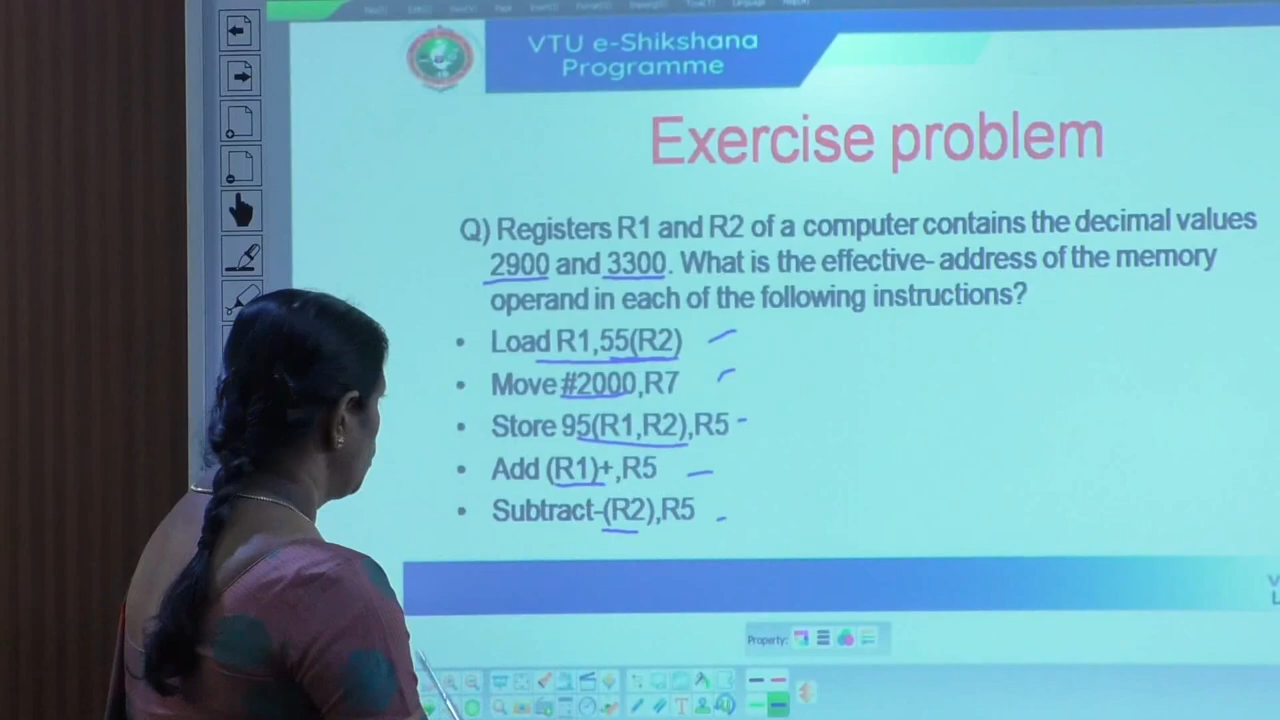 VTU e-Shikshana
Programme
Exercise problem
Q) Registers R1 and R2 of a computer contains the decimal values
2900 and 3300. What is the effective- address of the memory
operand in each of the following instructions?
• Load R1,55(R2)
• Move #2000,R7
• Store 95(R1,R2),R5
• Add (R1)+,R5
• Subtract-(R2),R5
Property: